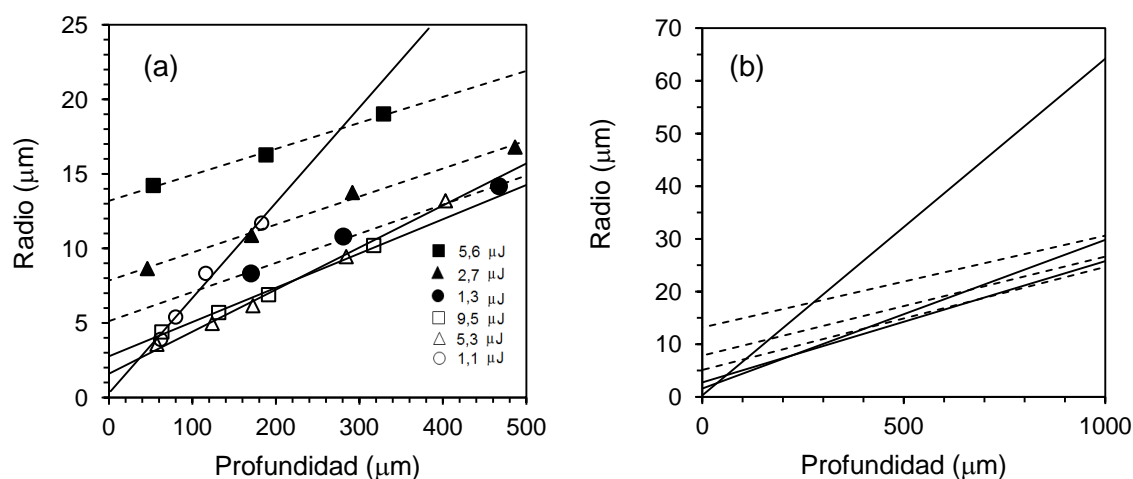 (a)
Radio (μm)
25
20
15
10
5
0
0 100 200 300 400 500
Profundidad (μm)
5,6 μJ
2,7 μJ
1,3 μJ
9,5 μJ
5,3 μJ
1,1 μJ
(b)
Radio (μm)
70
60
50
40
30
20
10
0
0 500 1000
Profundidad (μm)